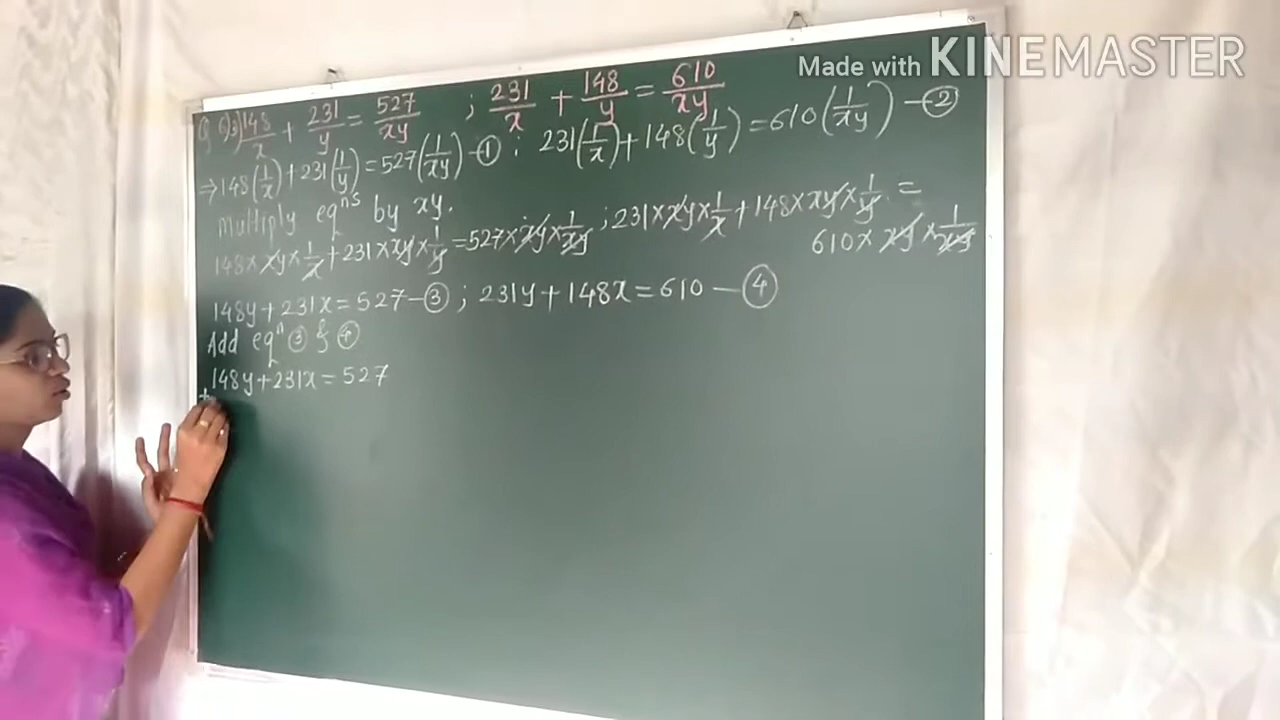 Made with KINEMASTER
Q 6) 3) 148/x + 231/y = 527/xy ; 231/x + 148/y = 610/xy
⇒ 148(1/x) + 231(1/y) = 527(1/xy) — ① ; 231(1/x) + 148(1/y) = 610(1/xy) — ②
Multiply eqⁿˢ by xy.
148 × xy × 1/x + 231 × xy × 1/y = 527 × xy × 1/xy ; 231 × xy × 1/x + 148 × xy × 1/y =
610 × xy × 1/xy
148y + 231x = 527 — ③ ; 231y + 148x = 610 — ④
Add eqⁿ ③ & ④
148y + 231x = 527
+